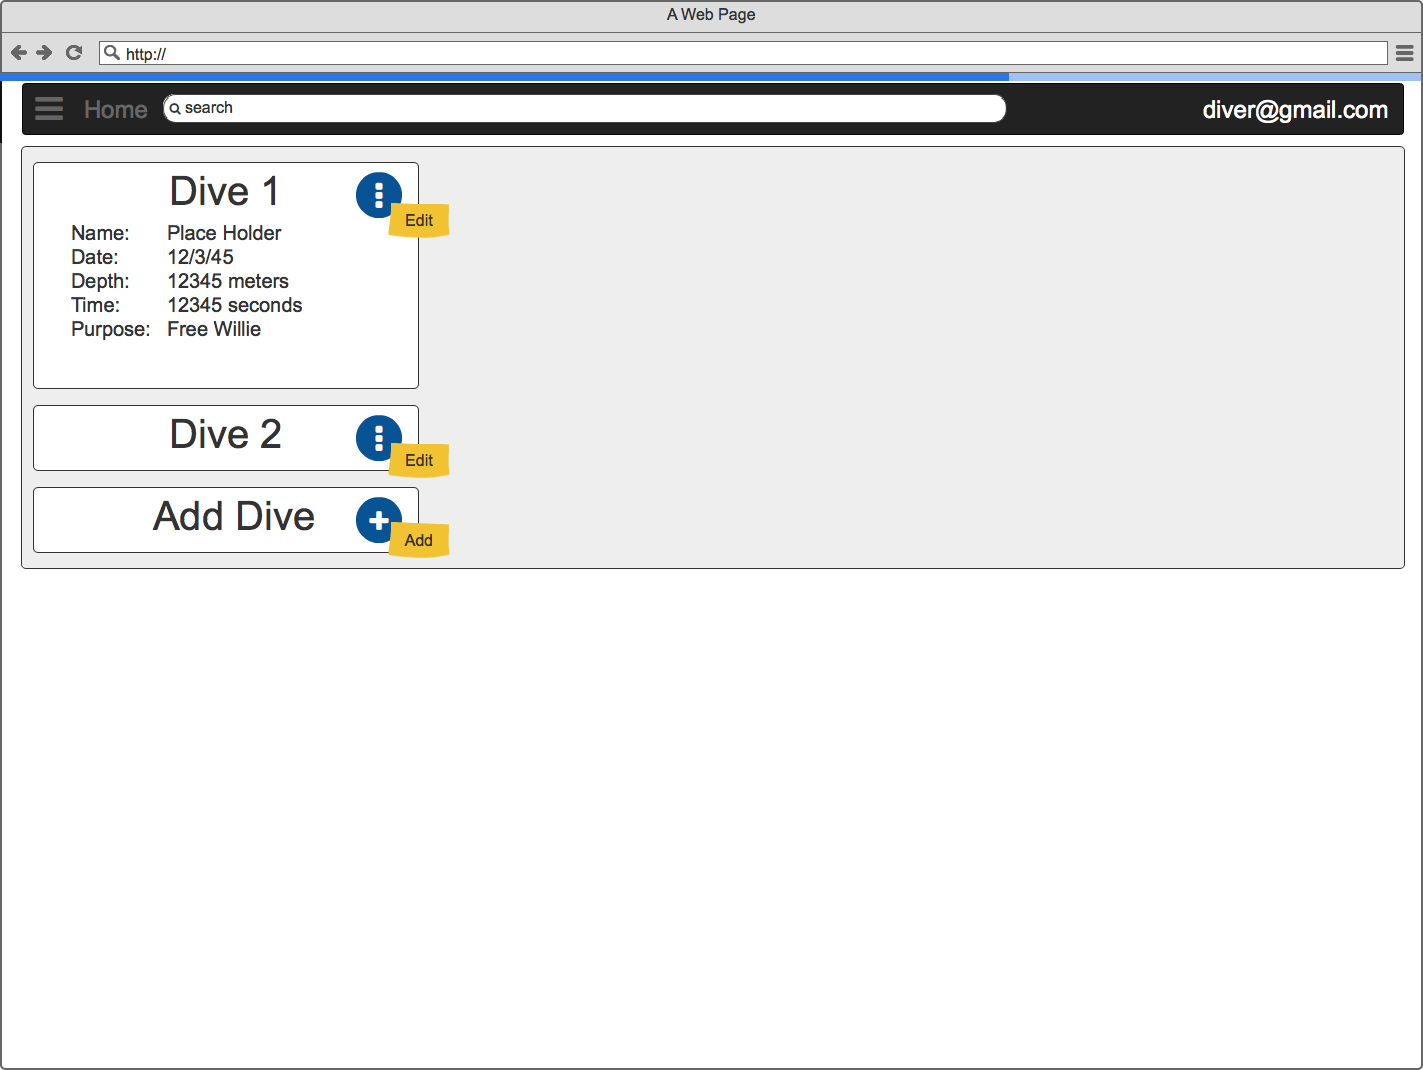 A Web Page
http://
Home search diver@gmail.com
Dive 1
Edit
Name: Place Holder
Date: 12/3/45
Depth: 12345 meters
Time: 12345 seconds
Purpose: Free Willie
Dive 2
Edit
Add Dive
Add